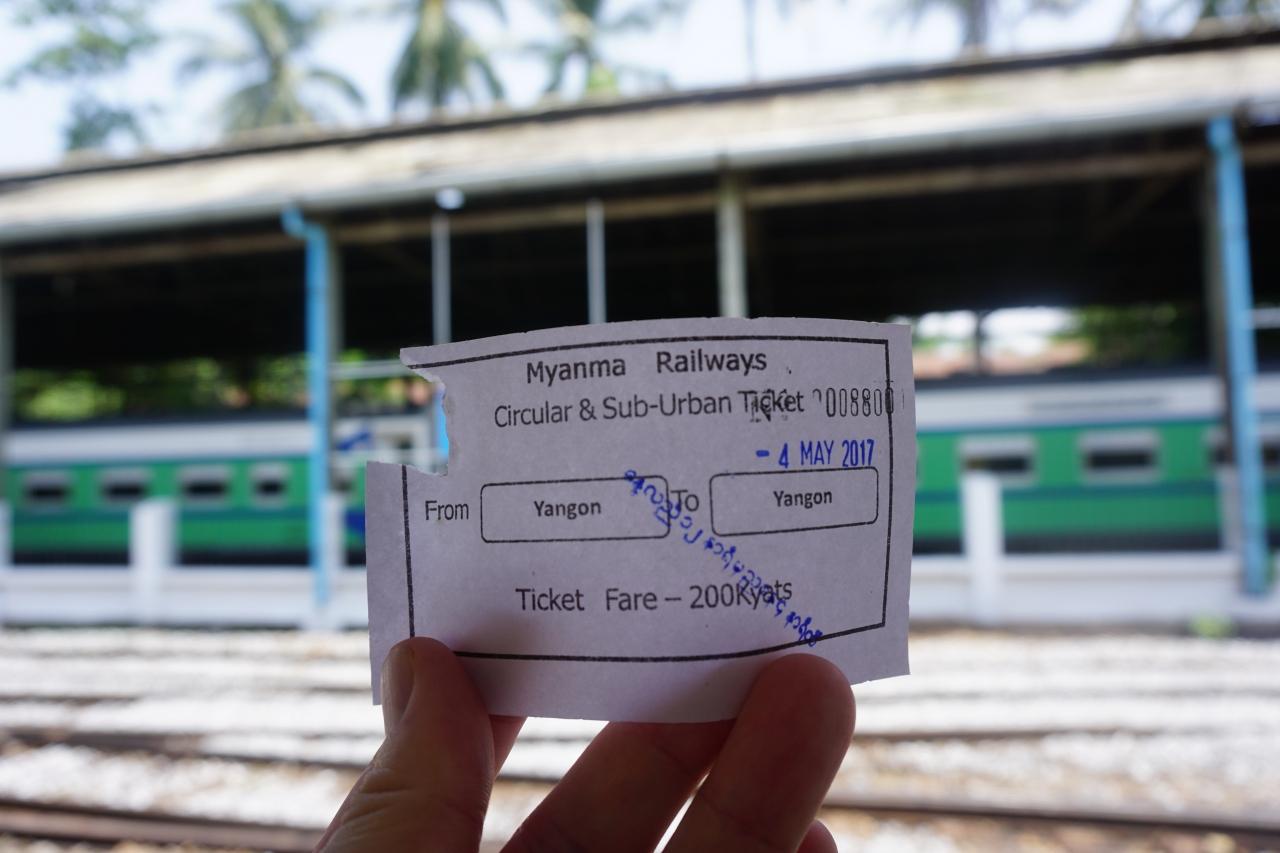 Myanma Railways
Circular & Sub-Urban Ticket
- 4 MAY 2017
From Yangon To Yangon
Ticket Fare – 200Kyats